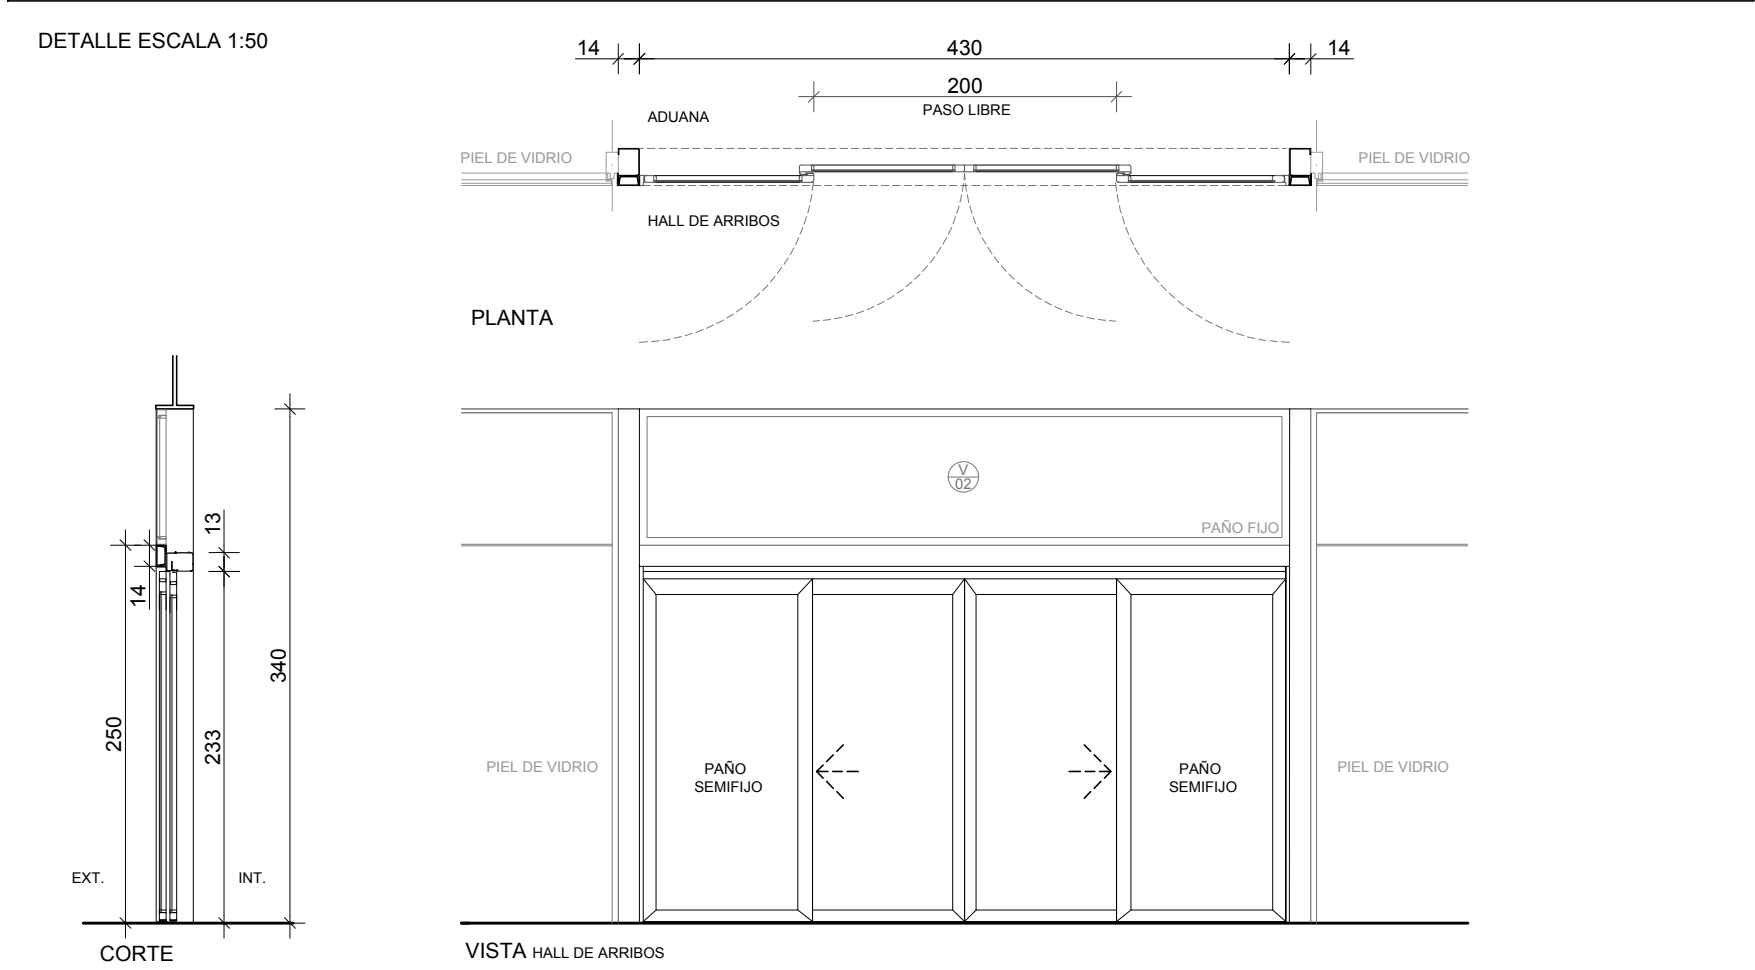 DETALLE ESCALA 1:50
14
430
14
200
PASO LIBRE
ADUANA
PIEL DE VIDRIO
PIEL DE VIDRIO
HALL DE ARRIBOS
PLANTA
V
02
PAÑO FIJO
13
14
340
250
233
PIEL DE VIDRIO
PAÑO
SEMIFIJO
PAÑO
SEMIFIJO
PIEL DE VIDRIO
EXT.
INT.
CORTE
VISTA HALL DE ARRIBOS